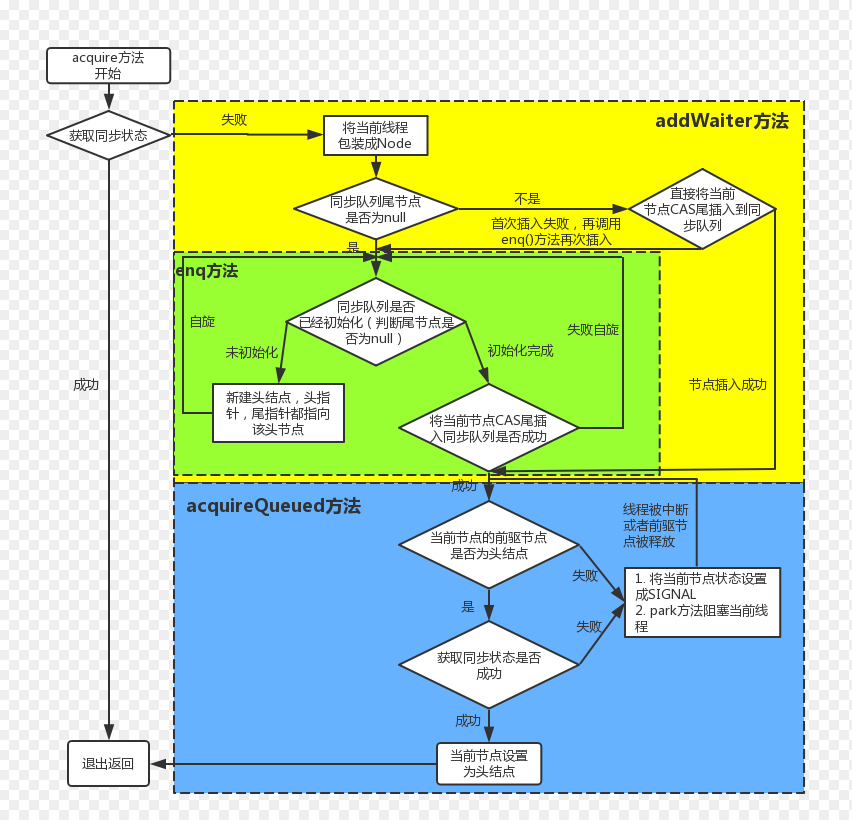 acquire方法
开始
获取同步状态
失败
将当前线程
包装成Node
addWaiter方法
同步队列尾节点
是否为null
不是
直接将当前
节点CAS尾插入到同
步队列
首次插入失败，再调用
enq()方法再次插入
是
enq方法
同步队列是否
已经初始化（判断尾节点是
否为null）
自旋
失败自旋
未初始化
初始化完成
成功
节点插入成功
新建头结点，头指
针，尾指针都指向
该头节点
将当前节点CAS尾插
入同步队列是否成功
成功
acquireQueued方法
线程被中断
或者前驱节
点被释放
当前节点的前驱节点
是否为头结点
失败
1. 将当前节点状态设置
成SIGNAL
2. park方法阻塞当前线
程
是
失败
获取同步状态是否
成功
成功
当前节点设置
为头结点
退出返回